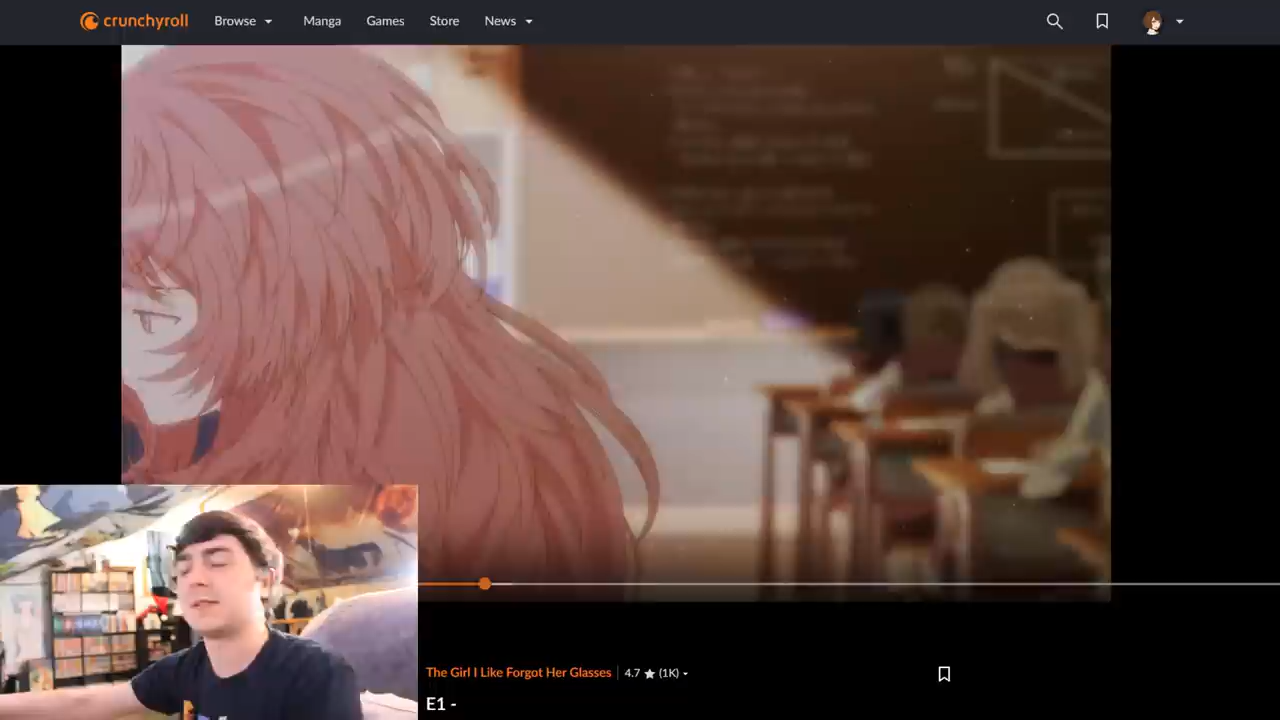 crunchyroll Browse Manga Games Store News
The Girl I Like Forgot Her Glasses 4.7 ★ (1K)
E1 -